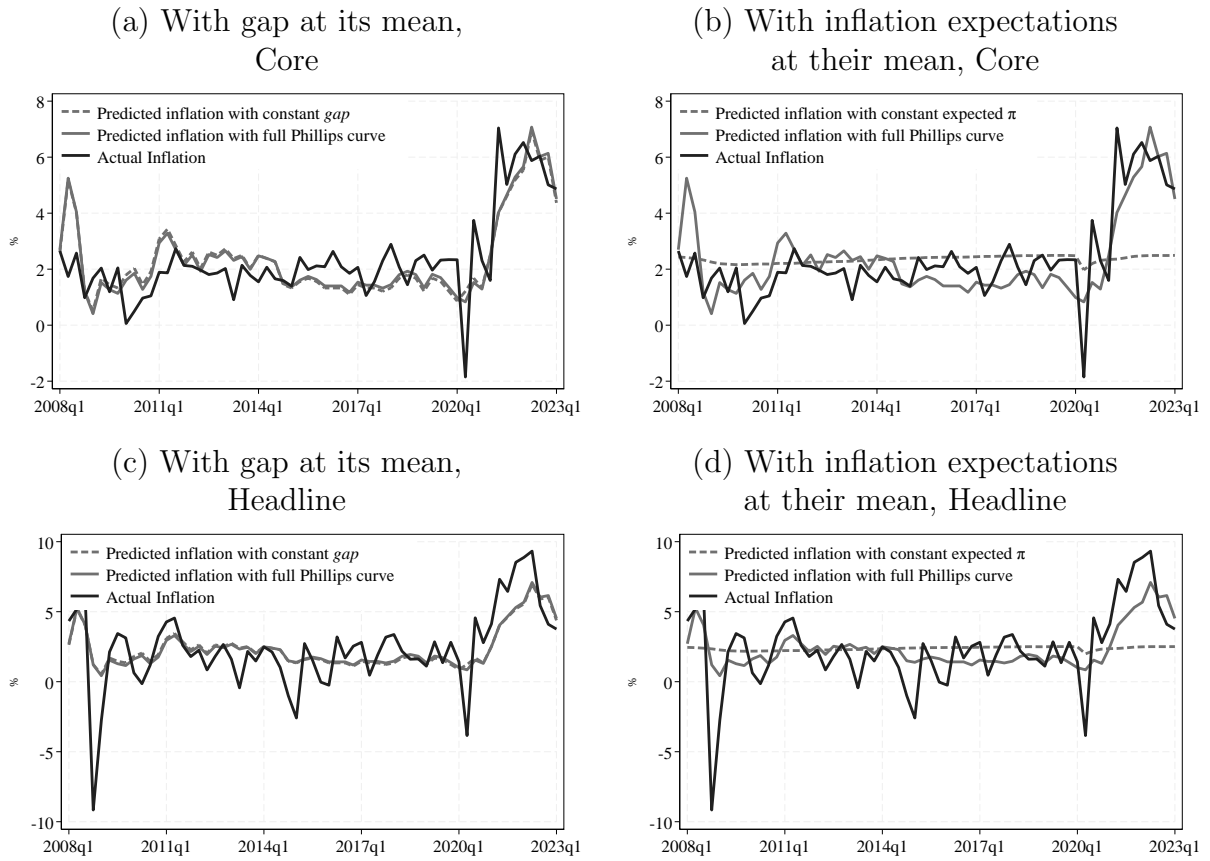 (a) With gap at its mean,
Core
Predicted inflation with constant gap
Predicted inflation with full Phillips curve
Actual Inflation
8
6
4
2
0
-2
%
2008q1 2011q1 2014q1 2017q1 2020q1 2023q1
(b) With inflation expectations
at their mean, Core
Predicted inflation with constant expected π
Predicted inflation with full Phillips curve
Actual Inflation
8
6
4
2
0
-2
%
2008q1 2011q1 2014q1 2017q1 2020q1 2023q1
(c) With gap at its mean,
Headline
Predicted inflation with constant gap
Predicted inflation with full Phillips curve
Actual Inflation
10
5
0
-5
-10
%
2008q1 2011q1 2014q1 2017q1 2020q1 2023q1
(d) With inflation expectations
at their mean, Headline
Predicted inflation with constant expected π
Predicted inflation with full Phillips curve
Actual Inflation
10
5
0
-5
-10
%
2008q1 2011q1 2014q1 2017q1 2020q1 2023q1